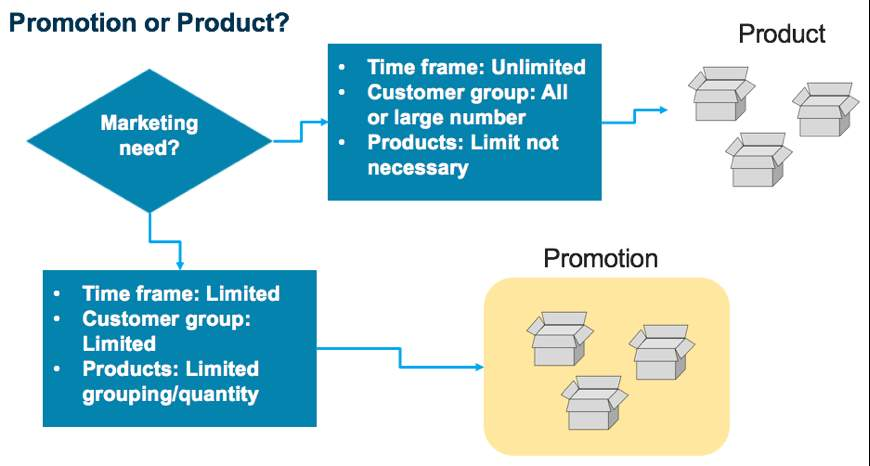 Promotion or Product?
Product
• Time frame: Unlimited
• Customer group: All
or large number
• Products: Limit not
necessary
Marketing
need?
Promotion
• Time frame: Limited
• Customer group:
Limited
• Products: Limited
grouping/quantity